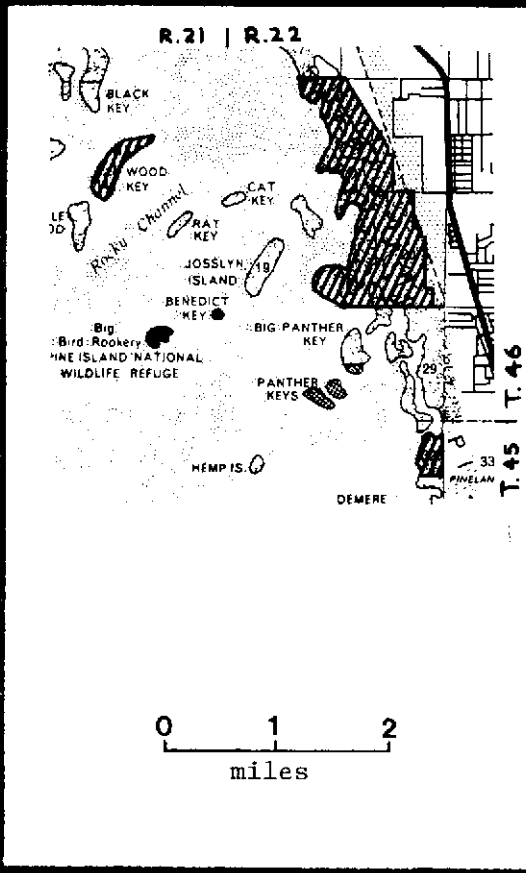 R.21 | R.22
BLACK
KEY
WOOD
KEY
CAT
KEY
Rocky Channel
RAT
KEY
JOSSLYN
ISLAND
19
BENEDICT
KEY
Big
Bird Rookery
PINE ISLAND NATIONAL
WILDLIFE REFUGE
BIG PANTHER
KEY
29
PANTHER
KEYS
T. 45 | T. 46
HEMP IS.
33
PINELAN
DEMERE
0 1 2
miles